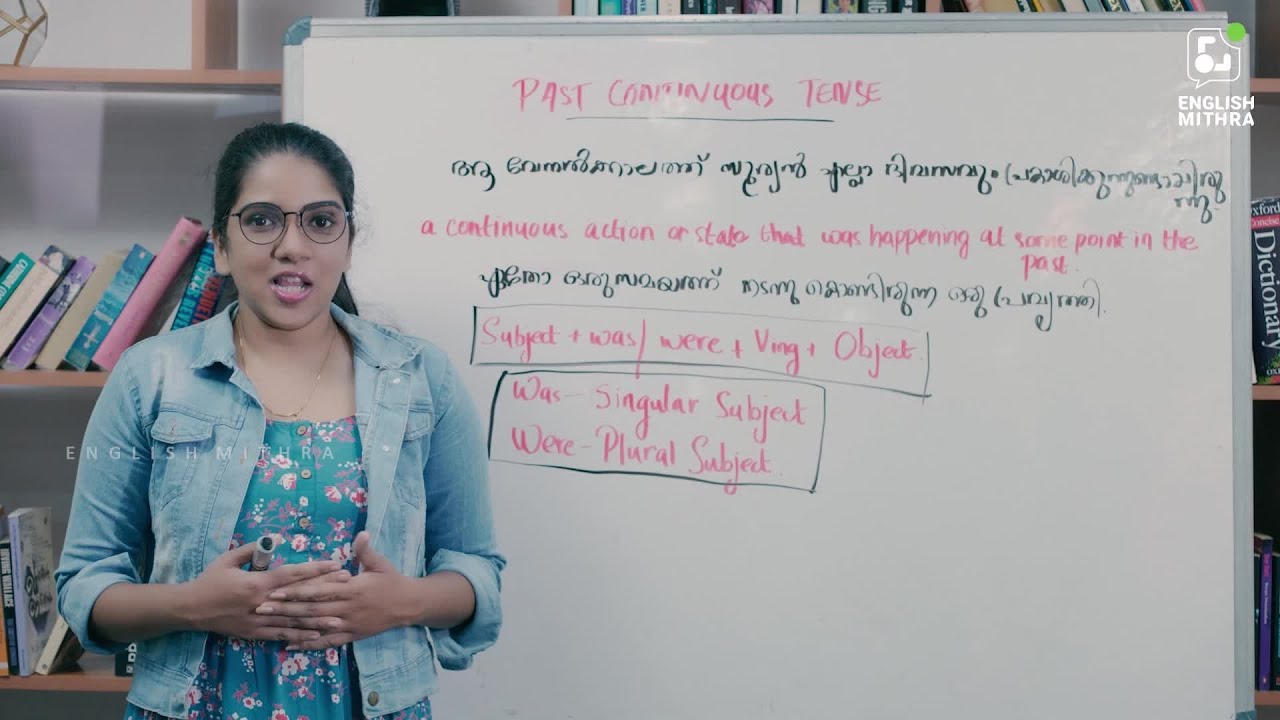 PAST CONTINUOUS TENSE
ആ വേനൽക്കാലത്ത് സൂര്യൻ എല്ലാ ദിവസവും പ്രകാശിക്കുന്നുണ്ടായിരു
ന്നു.
a continuous action or state that was happening at some point in the
past.
ഏതോ ഒരു സമയത്ത് നടന്നു കൊണ്ടിരുന്ന ഒരു പ്രവൃത്തി.
Subject + was/ were + Ving + Object.
Was - Singular Subject
Were - Plural Subject.
ENGLISH
MITHRA
ENGLISH MITHRA
Oxford
Concise
Dictionary